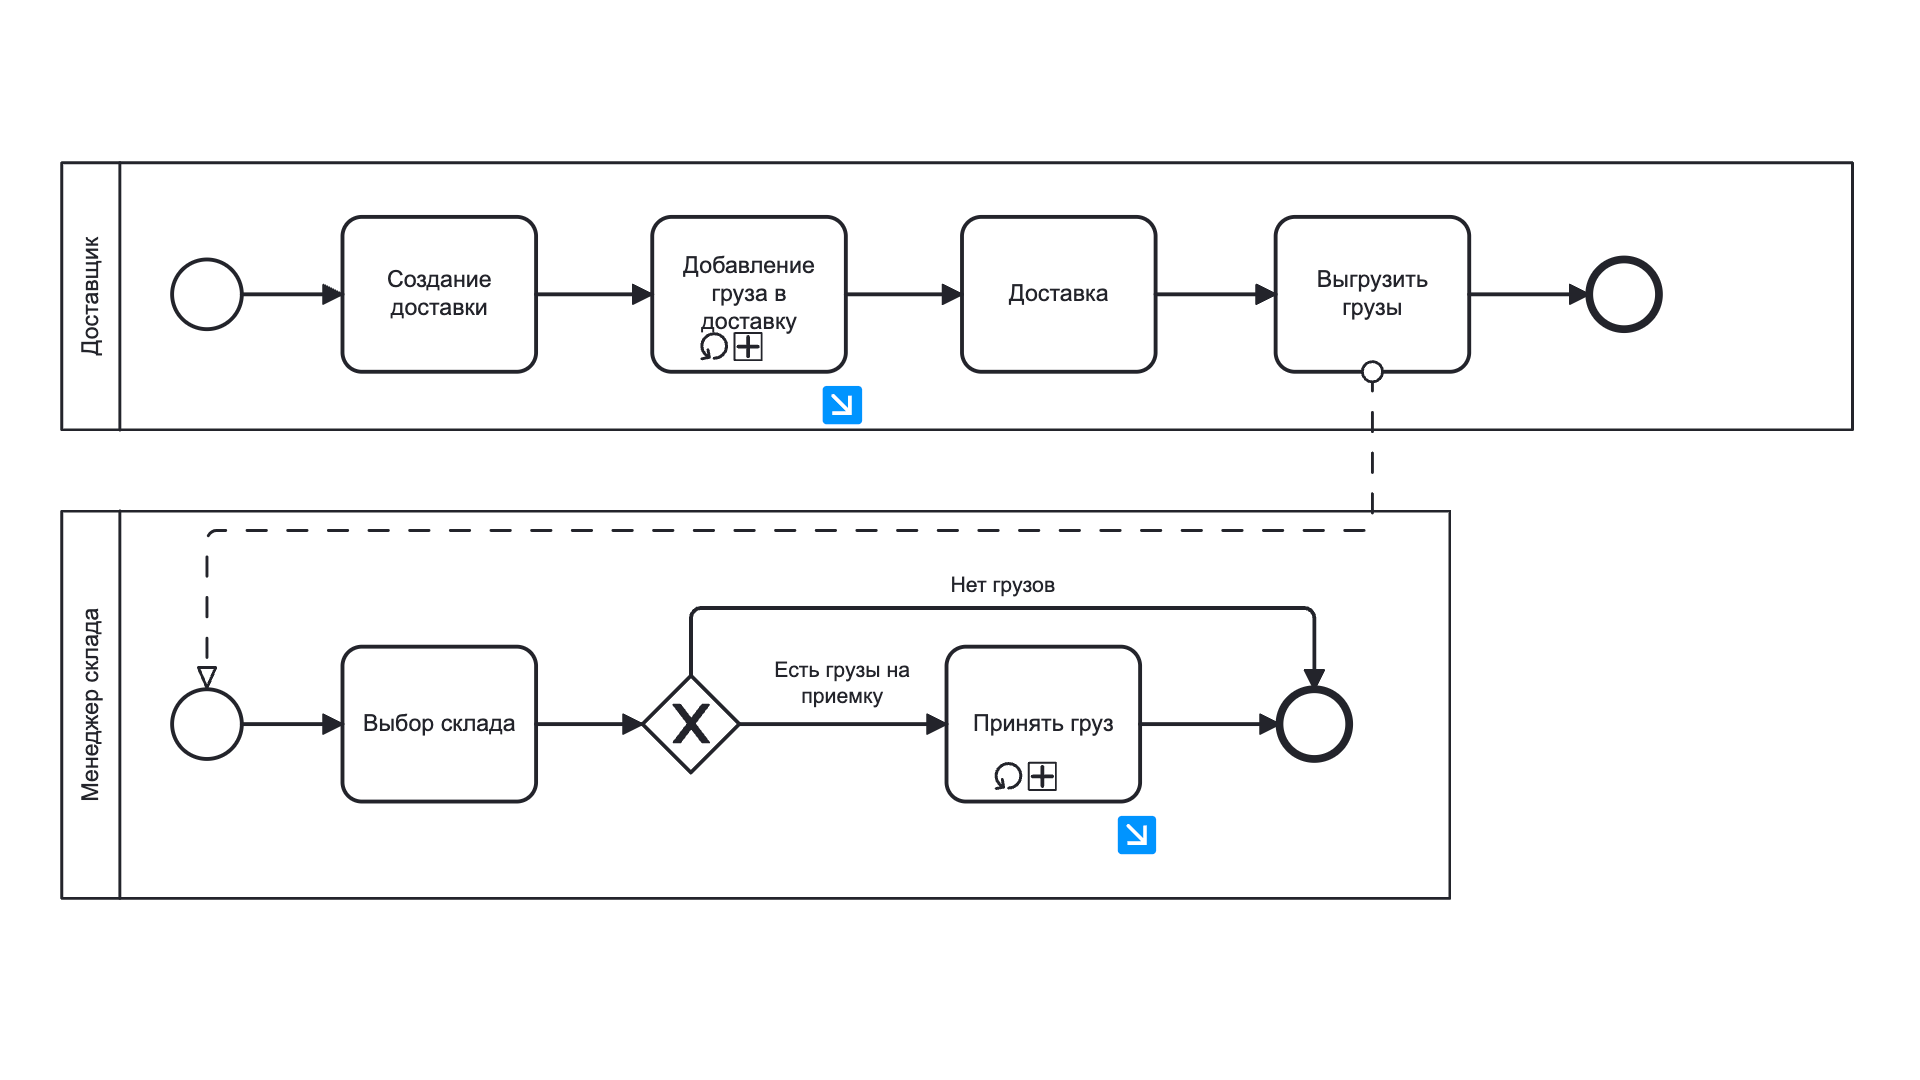 Доставщик
Создание
доставки
Добавление
груза в
доставку
Доставка
Выгрузить
грузы
Менеджер склада
Нет грузов
Есть грузы на
приемку
Выбор склада
Принять груз